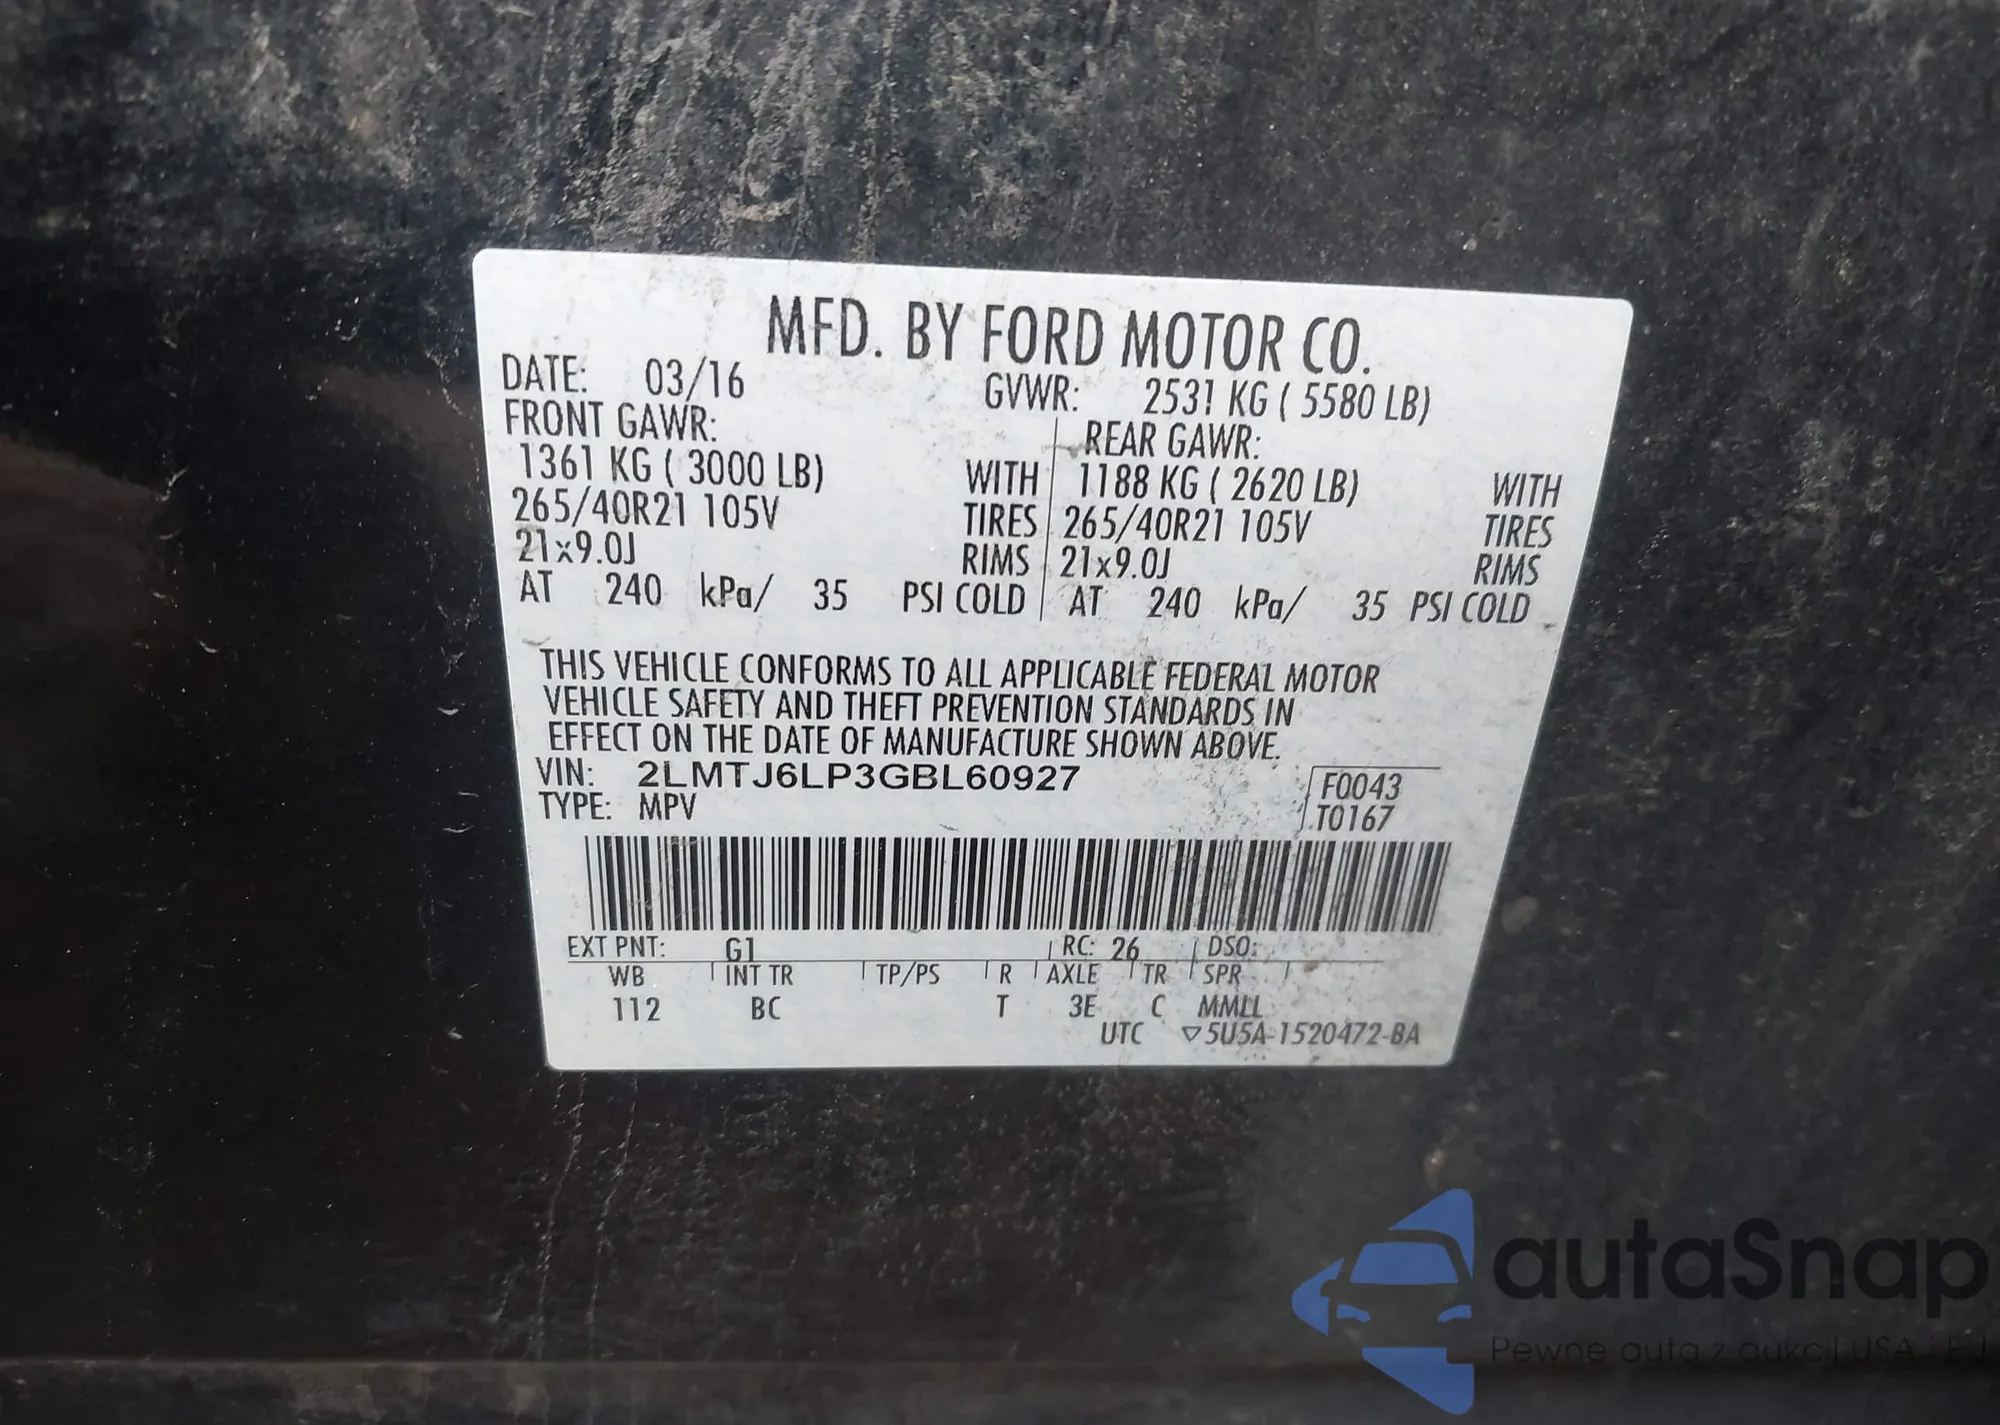 MFD. BY FORD MOTOR CO.
DATE: 03/16 GVWR: 2531 KG ( 5580 LB)
FRONT GAWR: REAR GAWR:
1361 KG ( 3000 LB) WITH 1188 KG ( 2620 LB) WITH
265/40R21 105V TIRES 265/40R21 105V TIRES
21x9.0J RIMS 21x9.0J RIMS
AT 240 kPa/ 35 PSI COLD AT 240 kPa/ 35 PSI COLD
THIS VEHICLE CONFORMS TO ALL APPLICABLE FEDERAL MOTOR
VEHICLE SAFETY AND THEFT PREVENTION STANDARDS IN
EFFECT ON THE DATE OF MANUFACTURE SHOWN ABOVE.
VIN: 2LMTJ6LP3GBL60927 F0043
TYPE: MPV T0167
EXT PNT: G1 RC: 26 DSO:
WB INT TR TP/PS R AXLE TR SPR
112 BC T 3E C MMLL
UTC ▽5U5A-1520472-BA
autaSnap
Pewne auta z aukcji USA i EJ